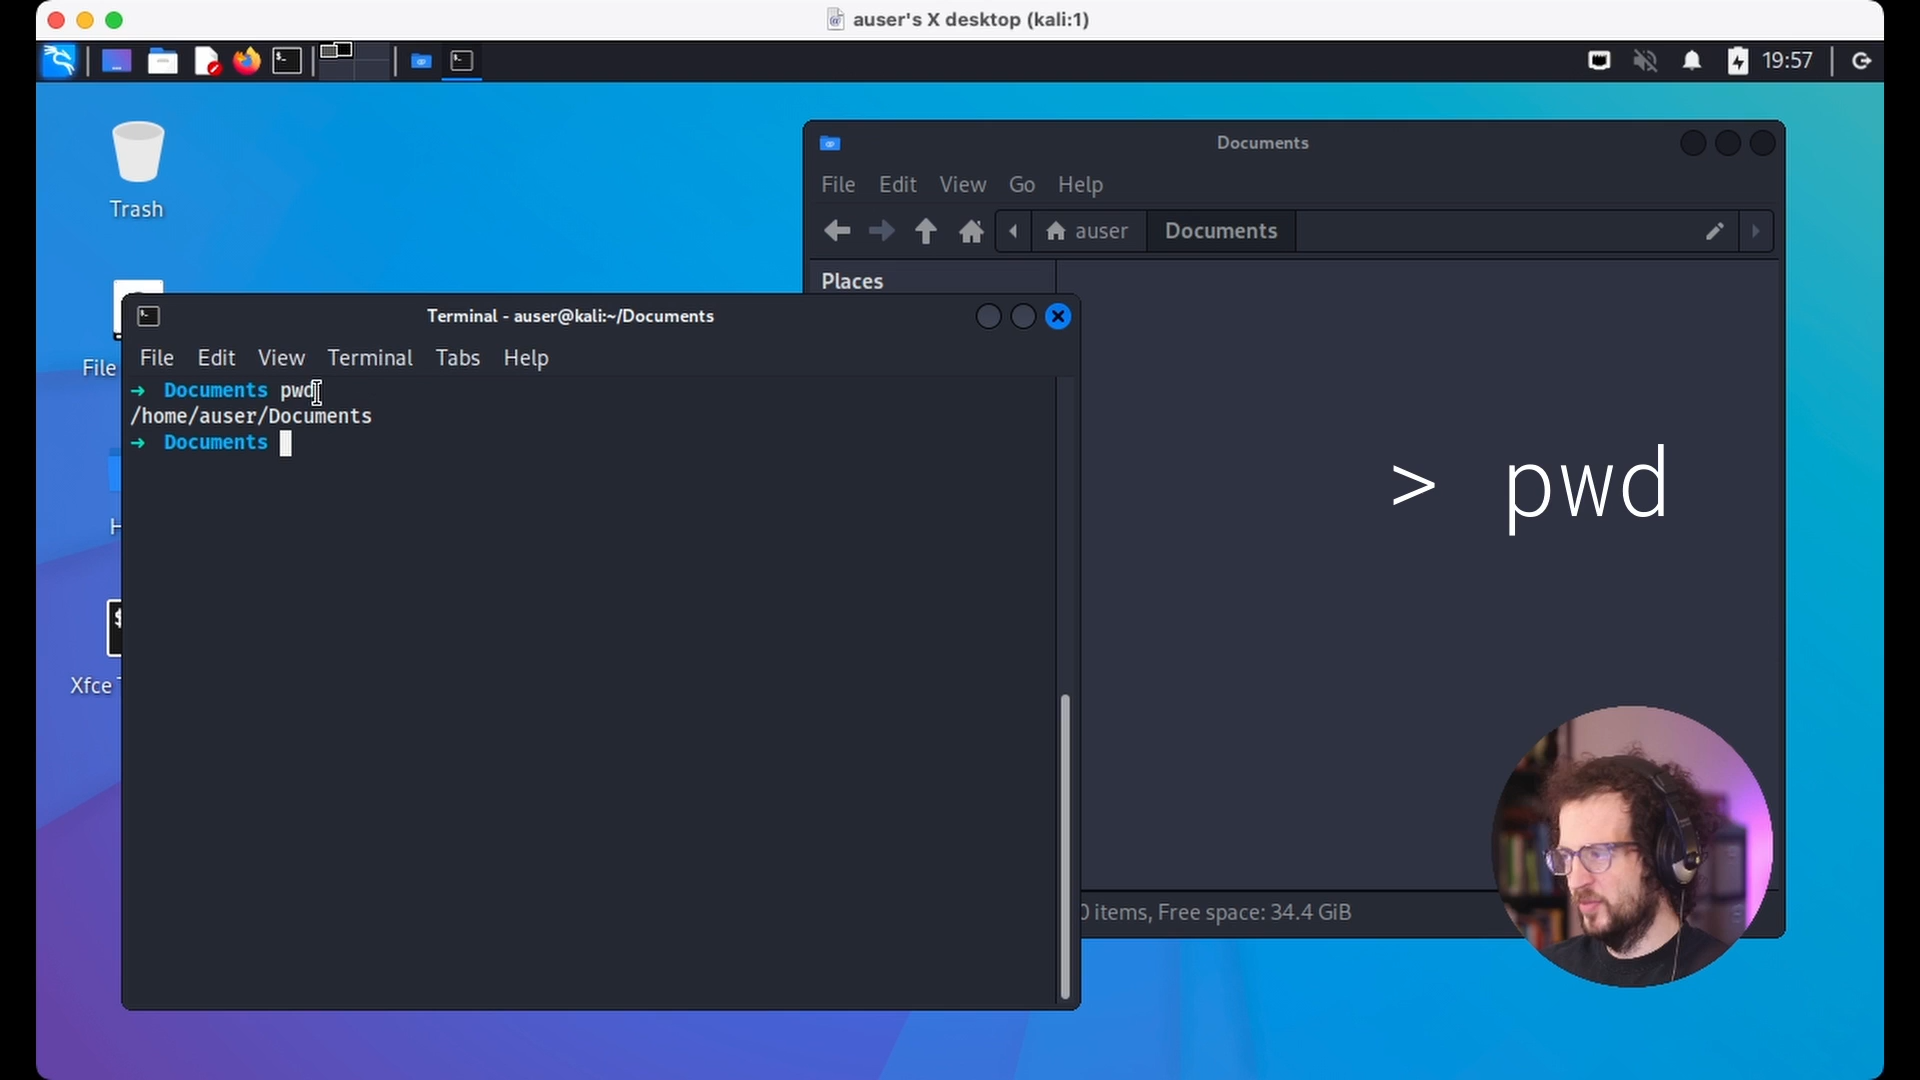 auser's X desktop (kali:1)
19:57
Trash
Documents
File Edit View Go Help
auser Documents
Places
File
Terminal - auser@kali:~/Documents
File Edit View Terminal Tabs Help
→ Documents pwd
/home/auser/Documents
→ Documents
> pwd
H
$
Xfce T
0 items, Free space: 34.4 GiB